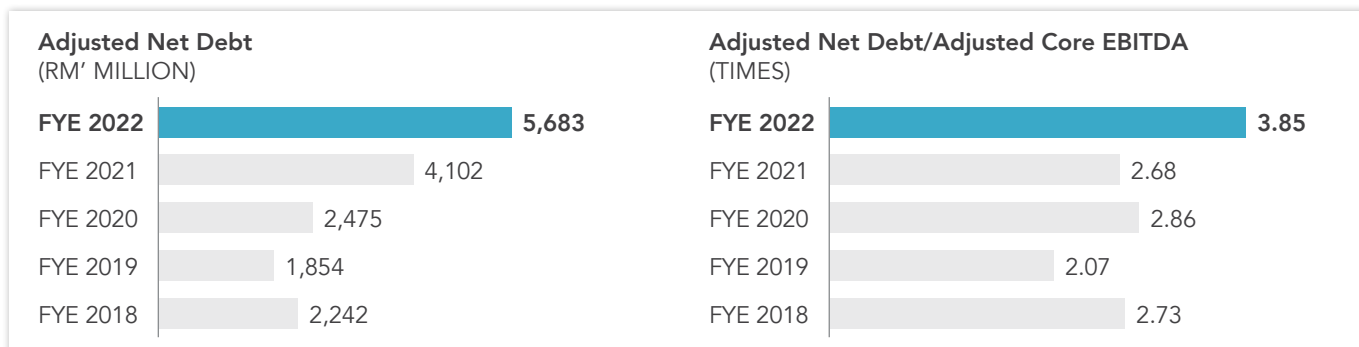 Adjusted Net Debt
(RM’ MILLION)
FYE 2022 5,683
FYE 2021 4,102
FYE 2020 2,475
FYE 2019 1,854
FYE 2018 2,242
Adjusted Net Debt/Adjusted Core EBITDA
(TIMES)
FYE 2022 3.85
FYE 2021 2.68
FYE 2020 2.86
FYE 2019 2.07
FYE 2018 2.73